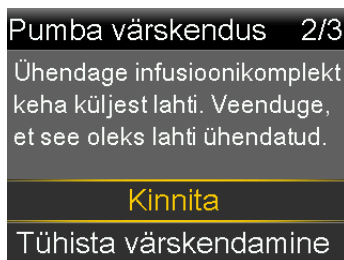 Pumba värskendus 2/3
Ühendage infusioonikomplekt
keha küljest lahti. Veenduge,
et see oleks lahti ühendatud.
Kinnita
Tühista värskendamine